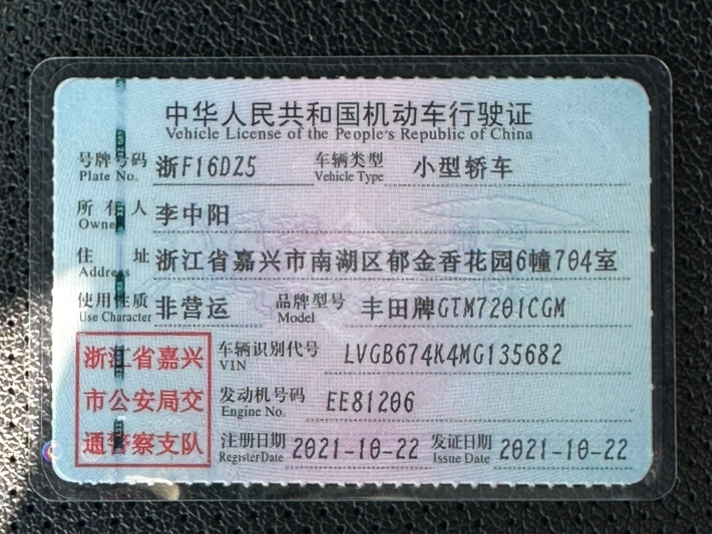 中华人民共和国机动车行驶证
Vehicle License of the People's Republic of China
号牌号码 浙F16DZ5 车辆类型 小型轿车
Plate No. Vehicle Type
所有人 李中阳
Owner
住址 浙江省嘉兴市南湖区郁金香花园6幢704室
Address
使用性质 非营运 品牌型号 丰田牌GTM7201CGM
Use Character Model
浙江省嘉兴 车辆识别代号 LVGB674K4MG135682
VIN
市公安局交 发动机号码 EE81206
Engine No.
通警察支队 注册日期 2021-10-22 发证日期 2021-10-22
Register Date Issue Date